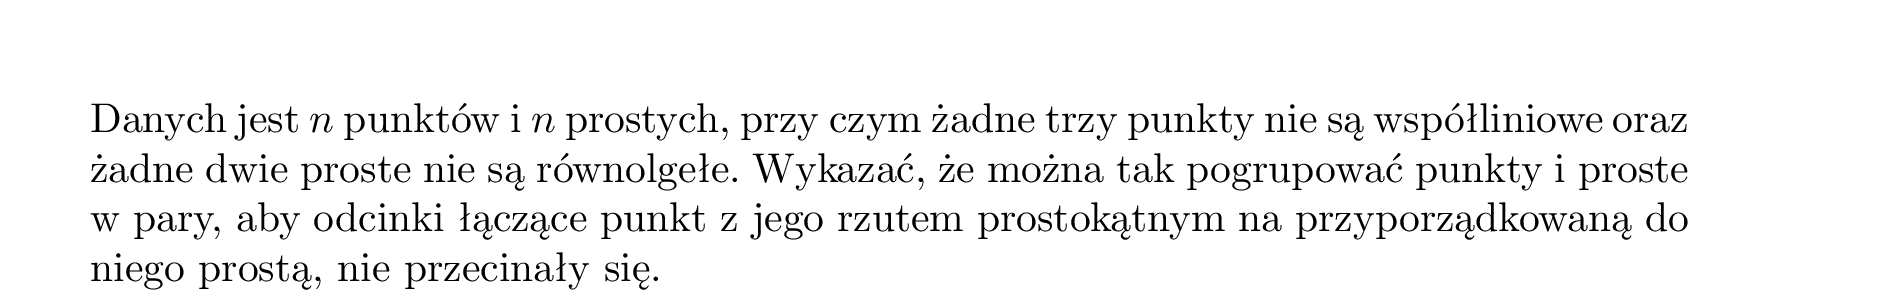 Danych jest n punktów i n prostych, przy czym żadne trzy punkty nie są współliniowe oraz
żadne dwie proste nie są równolgełe. Wykazać, że można tak pogrupować punkty i proste
w pary, aby odcinki łączące punkt z jego rzutem prostokątnym na przyporządkowaną do
niego prostą, nie przecinały się.